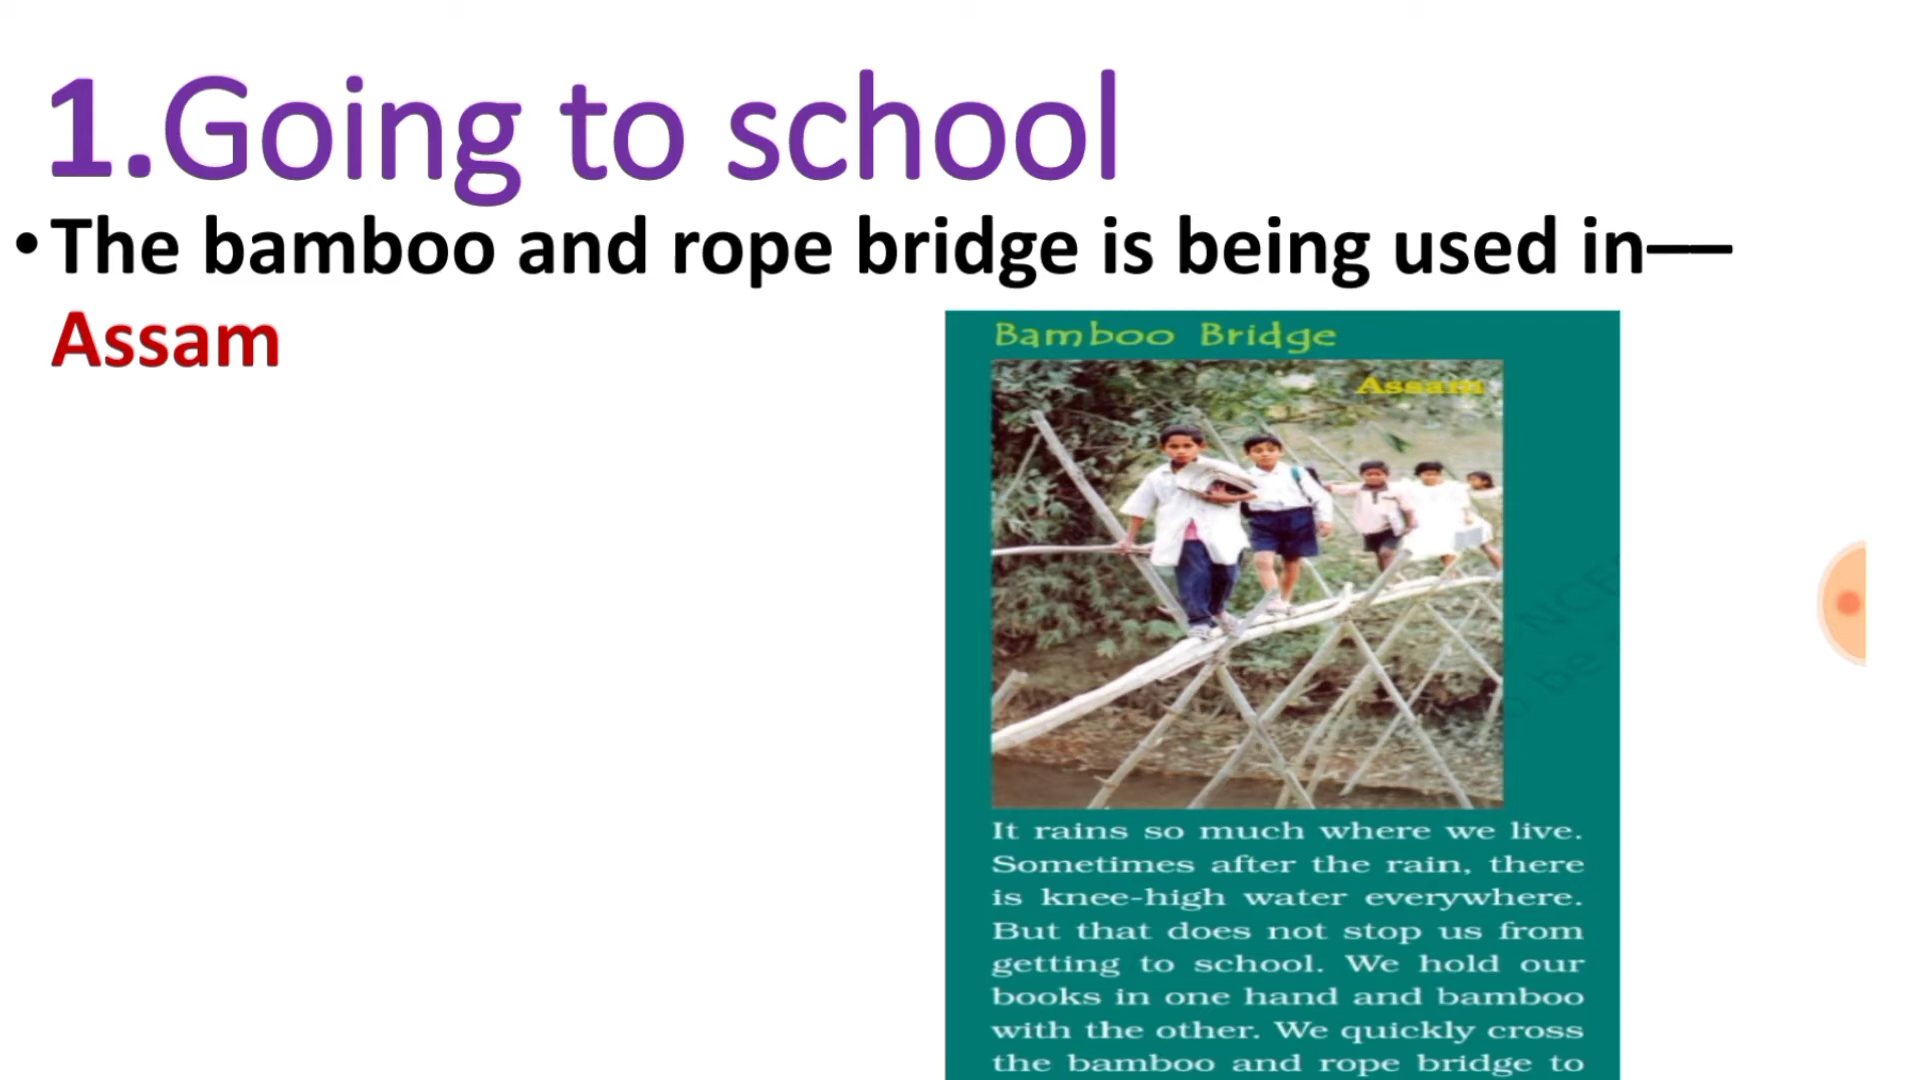 1.Going to school
• The bamboo and rope bridge is being used in—–
Assam
Bamboo Bridge
Assam
It rains so much where we live.
Sometimes after the rain, there
is knee-high water everywhere.
But that does not stop us from
getting to school. We hold our
books in one hand and bamboo
with the other. We quickly cross
the bamboo and rope bridge to